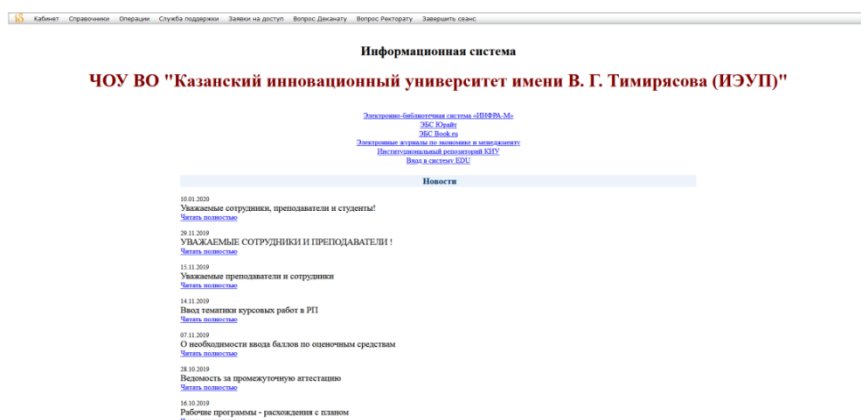 Кабинет Справочники Операции Служба поддержки Заявки на доступ Вопрос Деканату Вопрос Ректорату Завершить сеанс
Информационная система
ЧОУ ВО "Казанский инновационный университет имени В. Г. Тимирясова (ИЭУП)"
Электронно-библиотечная система «ИНФРА-М»
ЭБС Юрайт
ЭБС Book.ru
Электронные журналы по экономике и менеджменту
Институциональный репозиторий КИУ
Вход в систему EDU
Новости
10.01.2020
Уважаемые сотрудники, преподаватели и студенты!
Читать полностью
29.11.2019
УВАЖАЕМЫЕ СОТРУДНИКИ И ПРЕПОДАВАТЕЛИ !
Читать полностью
15.11.2019
Уважаемые преподаватели и сотрудники
Читать полностью
14.11.2019
Ввод тематики курсовых работ в РП
Читать полностью
07.11.2019
О необходимости ввода баллов по оценочным средствам
Читать полностью
28.10.2019
Ведомость за промежуточную аттестацию
Читать полностью
16.10.2019
Рабочие программы - расхождения с планом